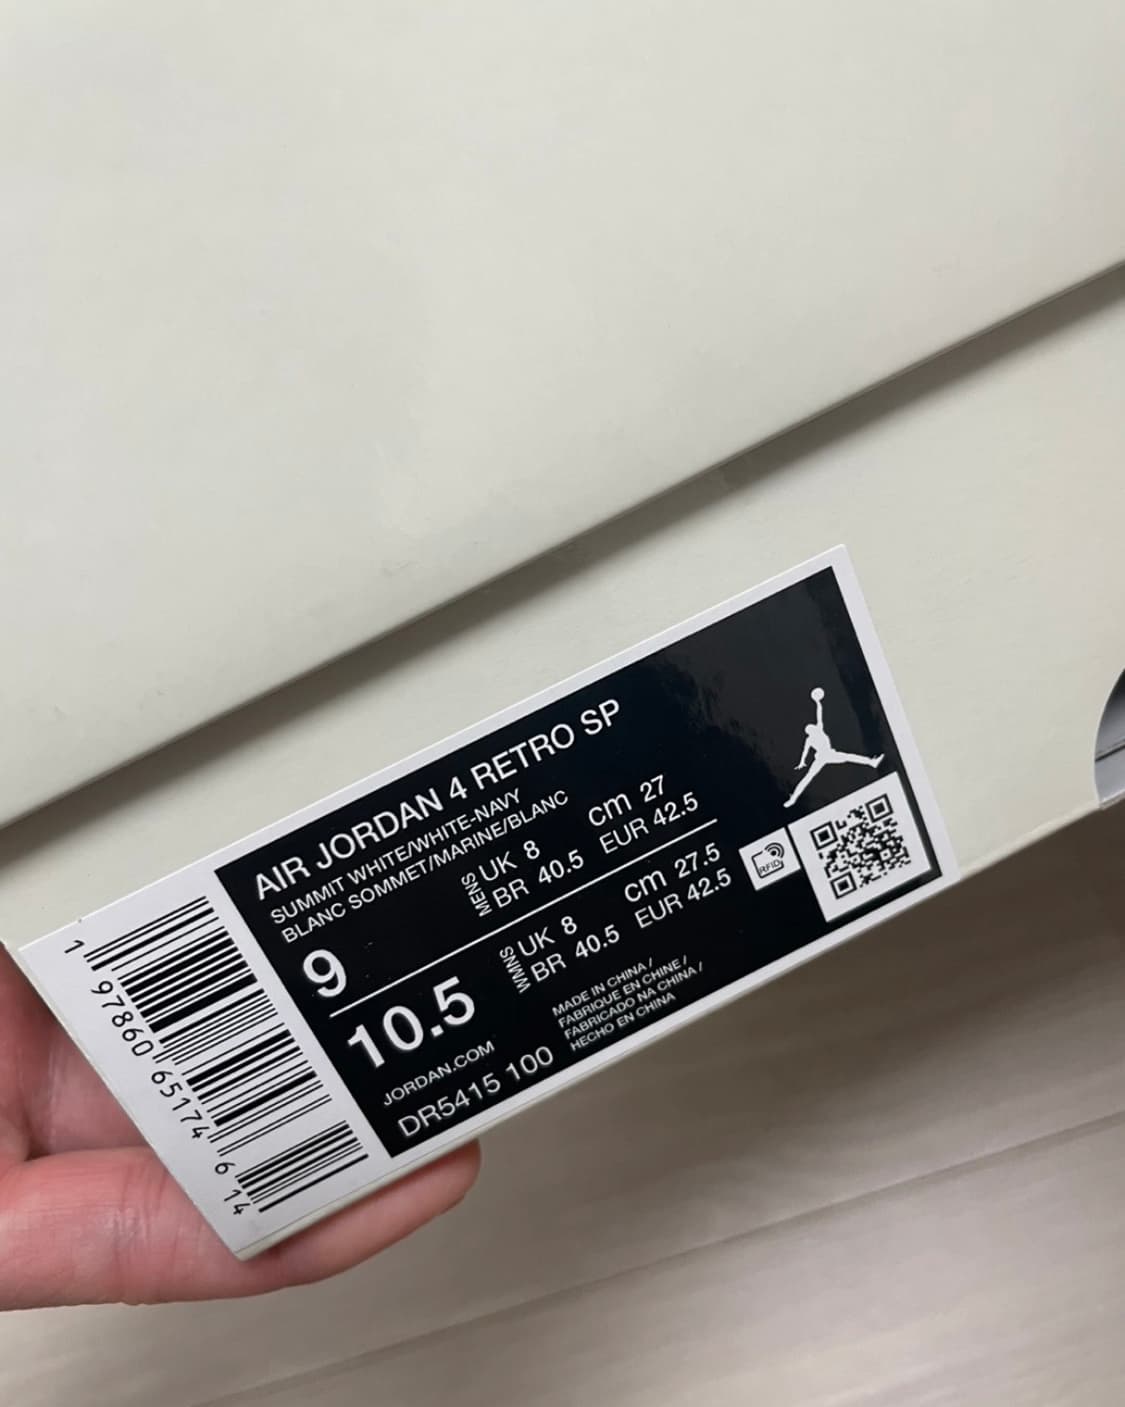 AIR JORDAN 4 RETRO SP
SUMMIT WHITE/WHITE-NAVY
BLANC SOMMET/MARINE/BLANC
9
MENS
UK 8
BR 40.5
cm 27
EUR 42.5
10.5
WMNS
UK 8
BR 40.5
cm 27.5
EUR 42.5
RFID
JORDAN.COM
DR5415 100
MADE IN CHINA /
FABRIQUE EN CHINE /
FABRICADO NA CHINA /
HECHO EN CHINA
1 97860 65174 6 14